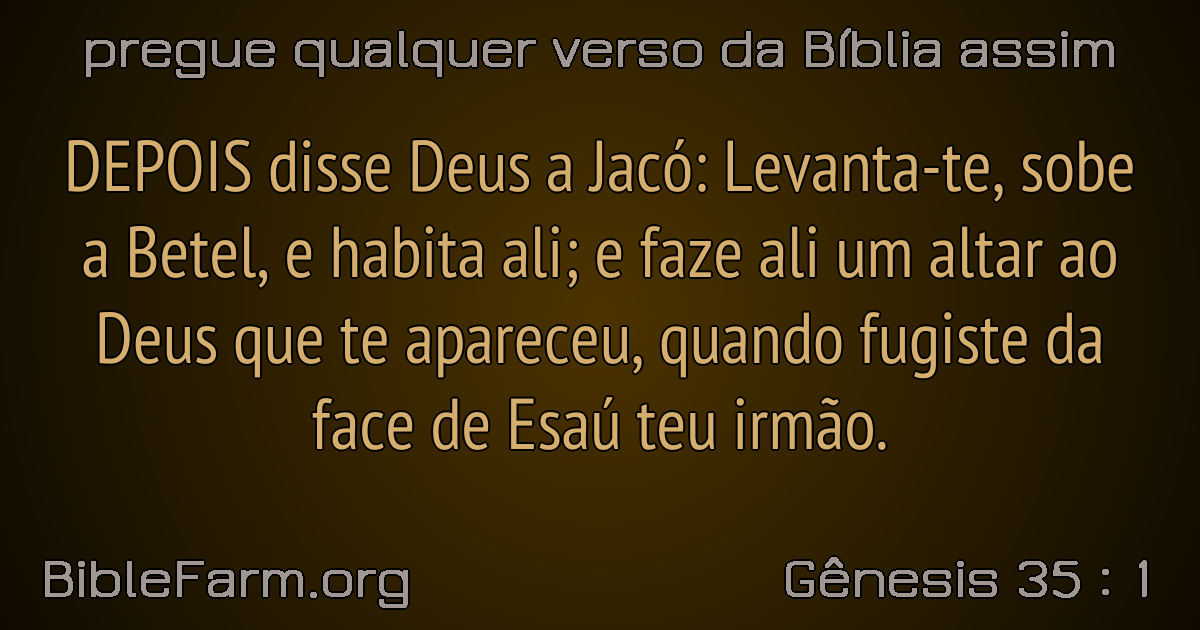 pregue qualquer verso da Bíblia assim
DEPOIS disse Deus a Jacó: Levanta-te, sobe
a Betel, e habita ali; e faze ali um altar ao
Deus que te apareceu, quando fugiste da
face de Esaú teu irmão.
BibleFarm.org
Gênesis 35 : 1